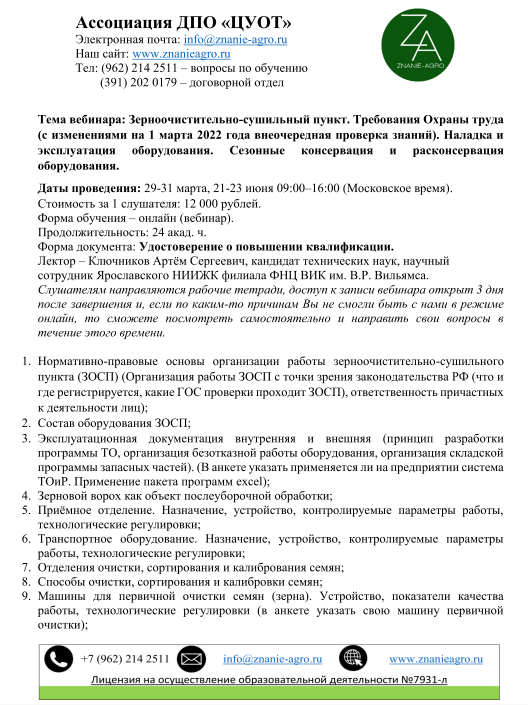 Ассоциация ДПО «ЦУОТ»
Электронная почта: info@znanie-agro.ru
Наш сайт: www.znanieagro.ru
Тел: (962) 214 2511 – вопросы по обучению
(391) 202 0179 – договорной отдел
ZNANIE-AGRO
Тема вебинара: Зерноочистительно-сушильный пункт. Требования Охраны труда
(с изменениями на 1 марта 2022 года внеочередная проверка знаний). Наладка и
эксплуатация оборудования. Сезонные консервация и расконсервация
оборудования.
Даты проведения: 29-31 марта, 21-23 июня 09:00–16:00 (Московское время).
Стоимость за 1 слушателя: 12 000 рублей.
Форма обучения – онлайн (вебинар).
Продолжительность: 24 акад. ч.
Форма документа: Удостоверение о повышении квалификации.
Лектор – Ключников Артём Сергеевич, кандидат технических наук, научный
сотрудник Ярославского НИИЖК филиала ФНЦ ВИК им. В.Р. Вильямса.
Слушателям направляются рабочие тетради, доступ к записи вебинара открыт 3 дня
после завершения и, если по каким-то причинам Вы не смогли быть с нами в режиме
онлайн, то сможете посмотреть самостоятельно и направить свои вопросы в
течение этого времени.
1. Нормативно-правовые основы организации работы зерноочистительно-сушильного
пункта (ЗОСП) (Организация работы ЗОСП с точки зрения законодательства РФ (что и
где регистрируется, какие ГОС проверки проходит ЗОСП), ответственность причастных
к деятельности лиц);
2. Состав оборудования ЗОСП;
3. Эксплуатационная документация внутренняя и внешняя (принцип разработки
программы ТО, организация безотказной работы оборудования, организация складской
программы запасных частей). (В анкете указать применяется ли на предприятии система
ТОиР. Применение пакета программ excel);
4. Зерновой ворох как объект послеуборочной обработки;
5. Приёмное отделение. Назначение, устройство, контролируемые параметры работы,
технологические регулировки;
6. Транспортное оборудование. Назначение, устройство, контролируемые параметры
работы, технологические регулировки;
7. Отделения очистки, сортирования и калибрования семян;
8. Способы очистки, сортирования и калибровки семян;
9. Машины для первичной очистки семян (зерна). Устройство, показатели качества
работы, технологические регулировки (в анкете указать свою машину первичной
очистки);
+7 (962) 214 2511 info@znanie-agro.ru www.znanieagro.ru
Лицензия на осуществление образовательной деятельности №7931-л